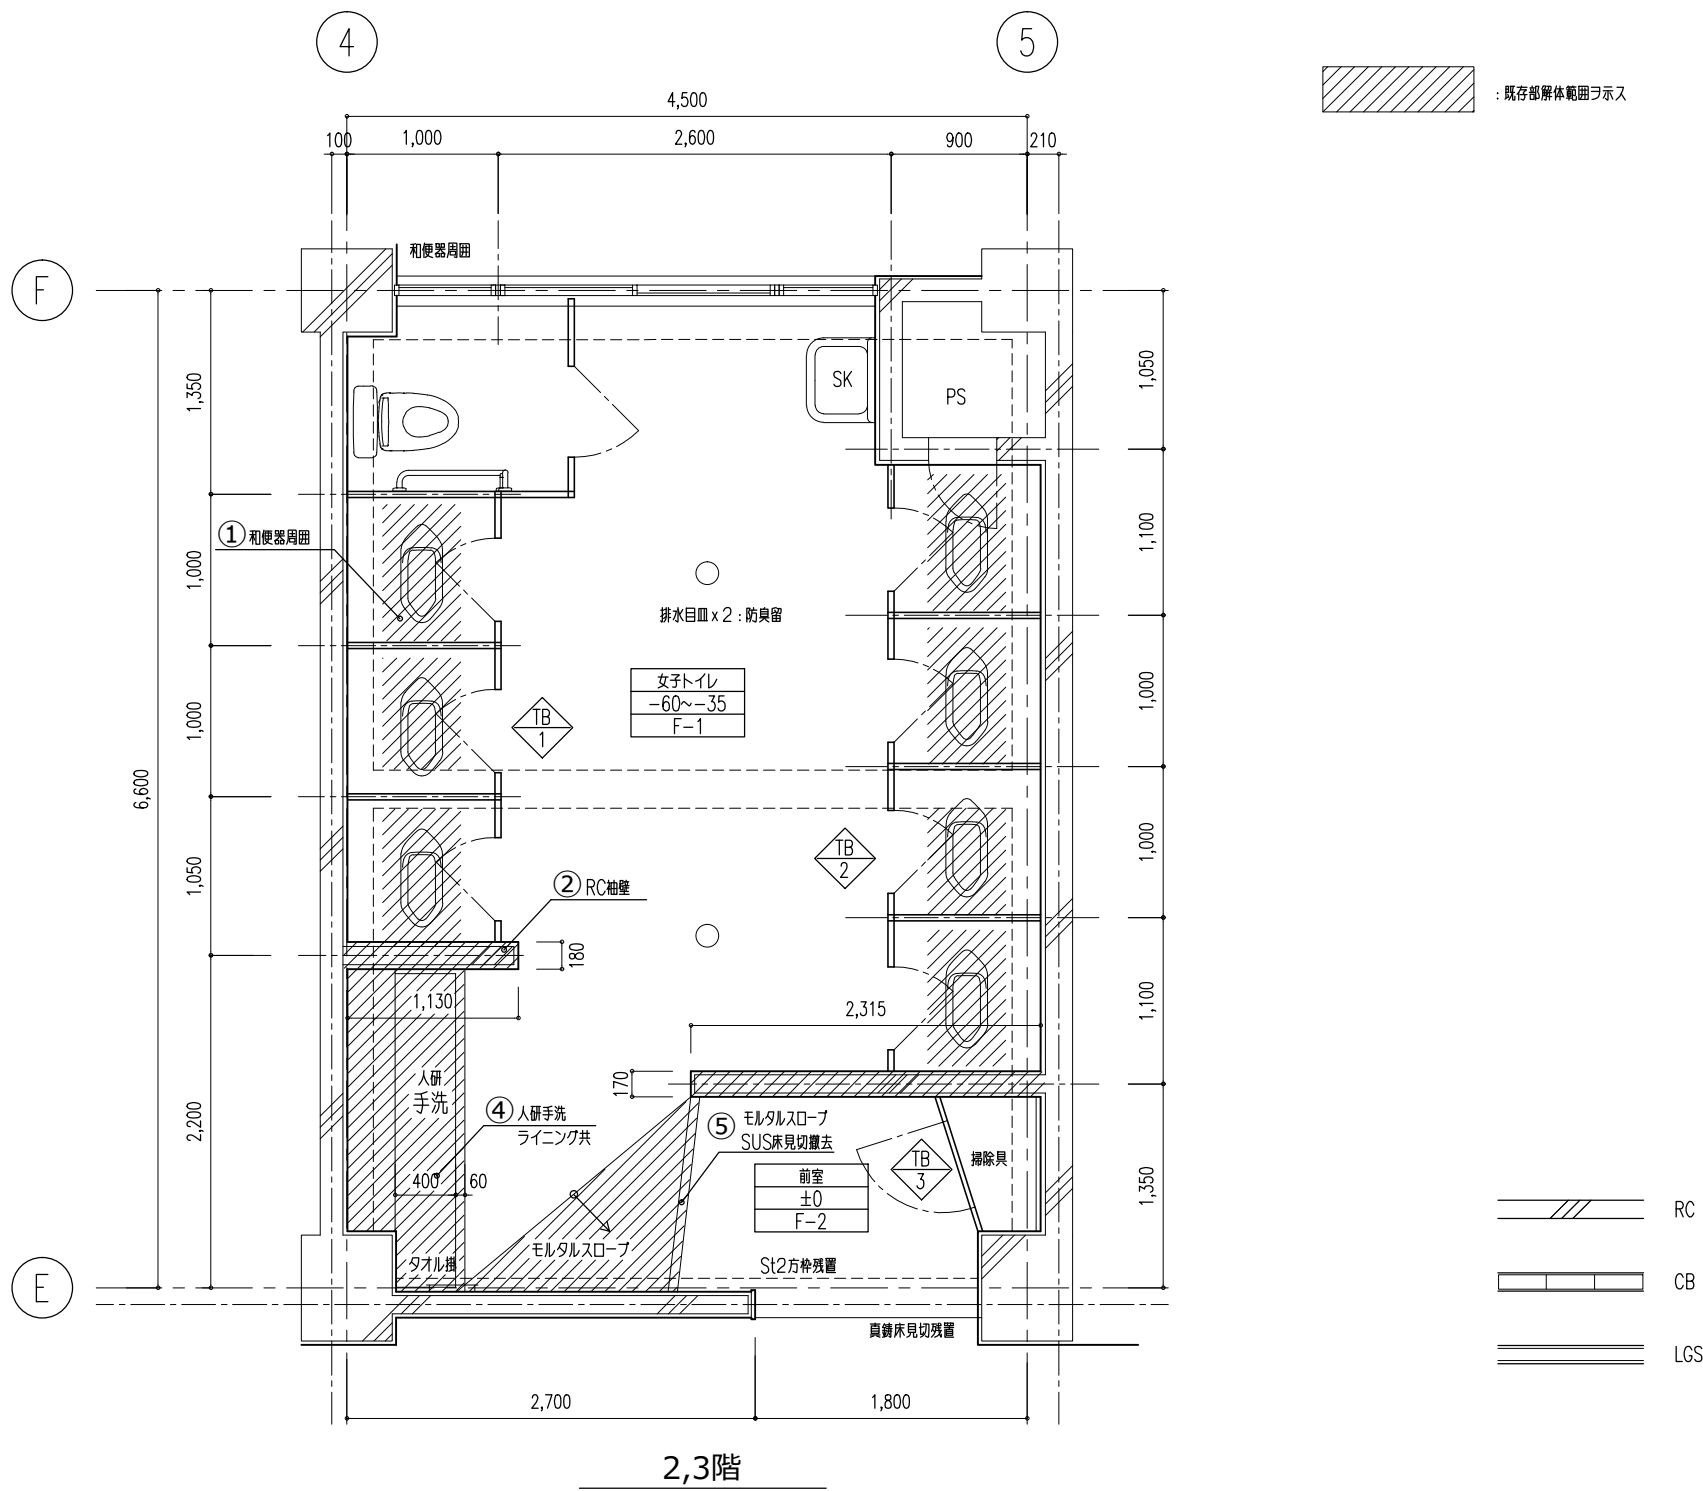 4
5
4,500
:既存部解体範囲ヲ示ス
100
1,000
2,600
900
210
和便器周囲
F
1,350
1,050
SK
PS
① 和便器周囲
1,000
1,100
排水目皿x2:防臭留
女子トイレ
-60~-35
F-1
TB
1
1,000
1,000
6,600
TB
2
1,050
1,000
② RC袖壁
180
1,130
2,315
1,100
170
人研
手洗
④ 人研手洗
ライニング共
⑤ モルタルスロープ
SUS床見切撤去
2,200
400
60
前室
±0
F-2
TB
3
掃除具
1,350
タオル掛
モルタルスロープ
St2方枠残置
E
真鋳床見切残置
RC
CB
LGS
2,700
1,800
2,3階